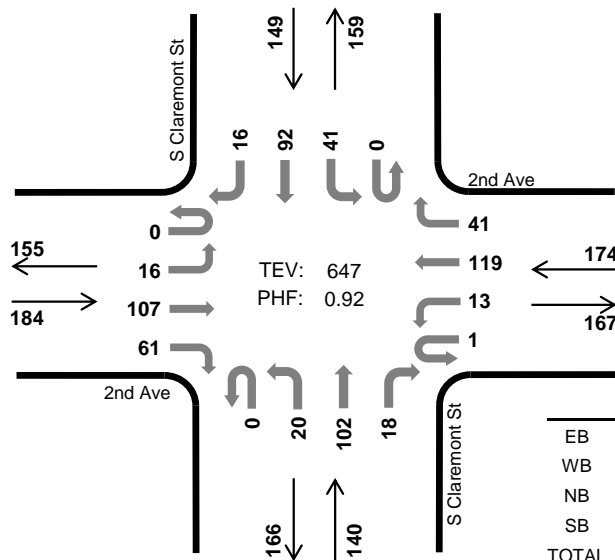 149
159
S Claremont St
16
92
41
0
2nd Ave
0
41
155
16
TEV: 647
119
174
184
107
PHF: 0.92
13
167
61
1
2nd Ave
0
20
102
18
S Claremont St
166
140
EB
WB
NB
SB
TOTAL